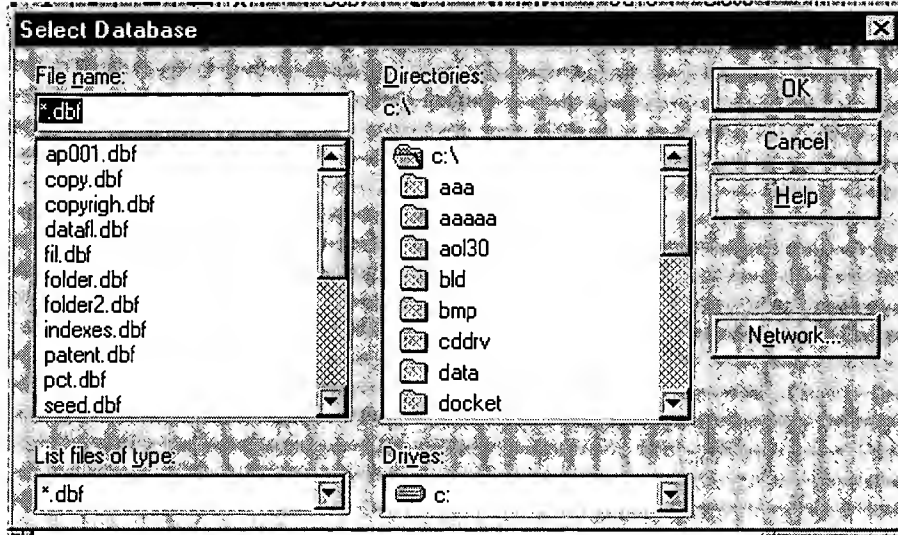 Select Database
File name:
*.dbf
ap001.dbf
copy.dbf
copyrigh.dbf
datafl.dbf
fil.dbf
folder.dbf
folder2.dbf
indexes.dbf
patent.dbf
pct.dbf
seed.dbf
List files of type:
*.dbf
Directories:
c:\
c:\
aaa
aaaaa
aol30
bld
bmp
cddrv
data
docket
Drives:
c:
OK
Cancel
Help
Network...